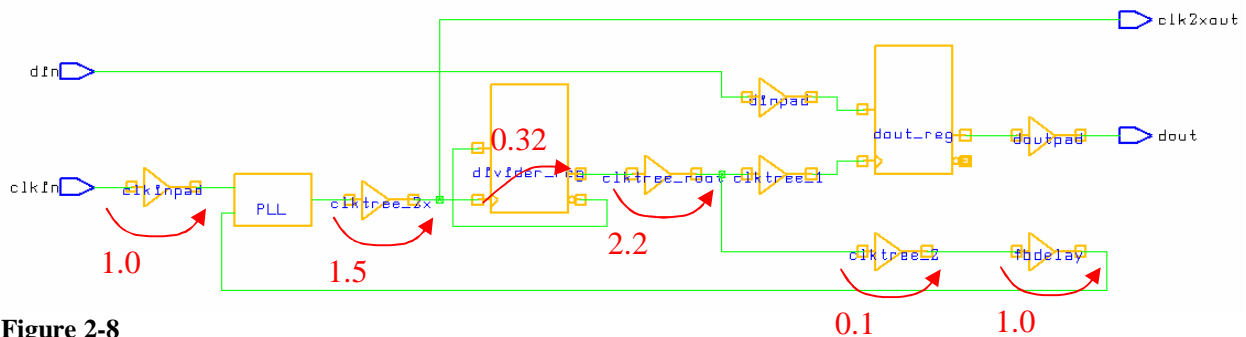 clk2xout
din
dinpad
dout_reg
doutpad
dout
0.32
divider_reg
clkin
clkinpad
PLL
clktree_2x
clktree_root
clktree_1
1.0
1.5
2.2
clktree_2
fbdelay
0.1
1.0
Figure 2-8